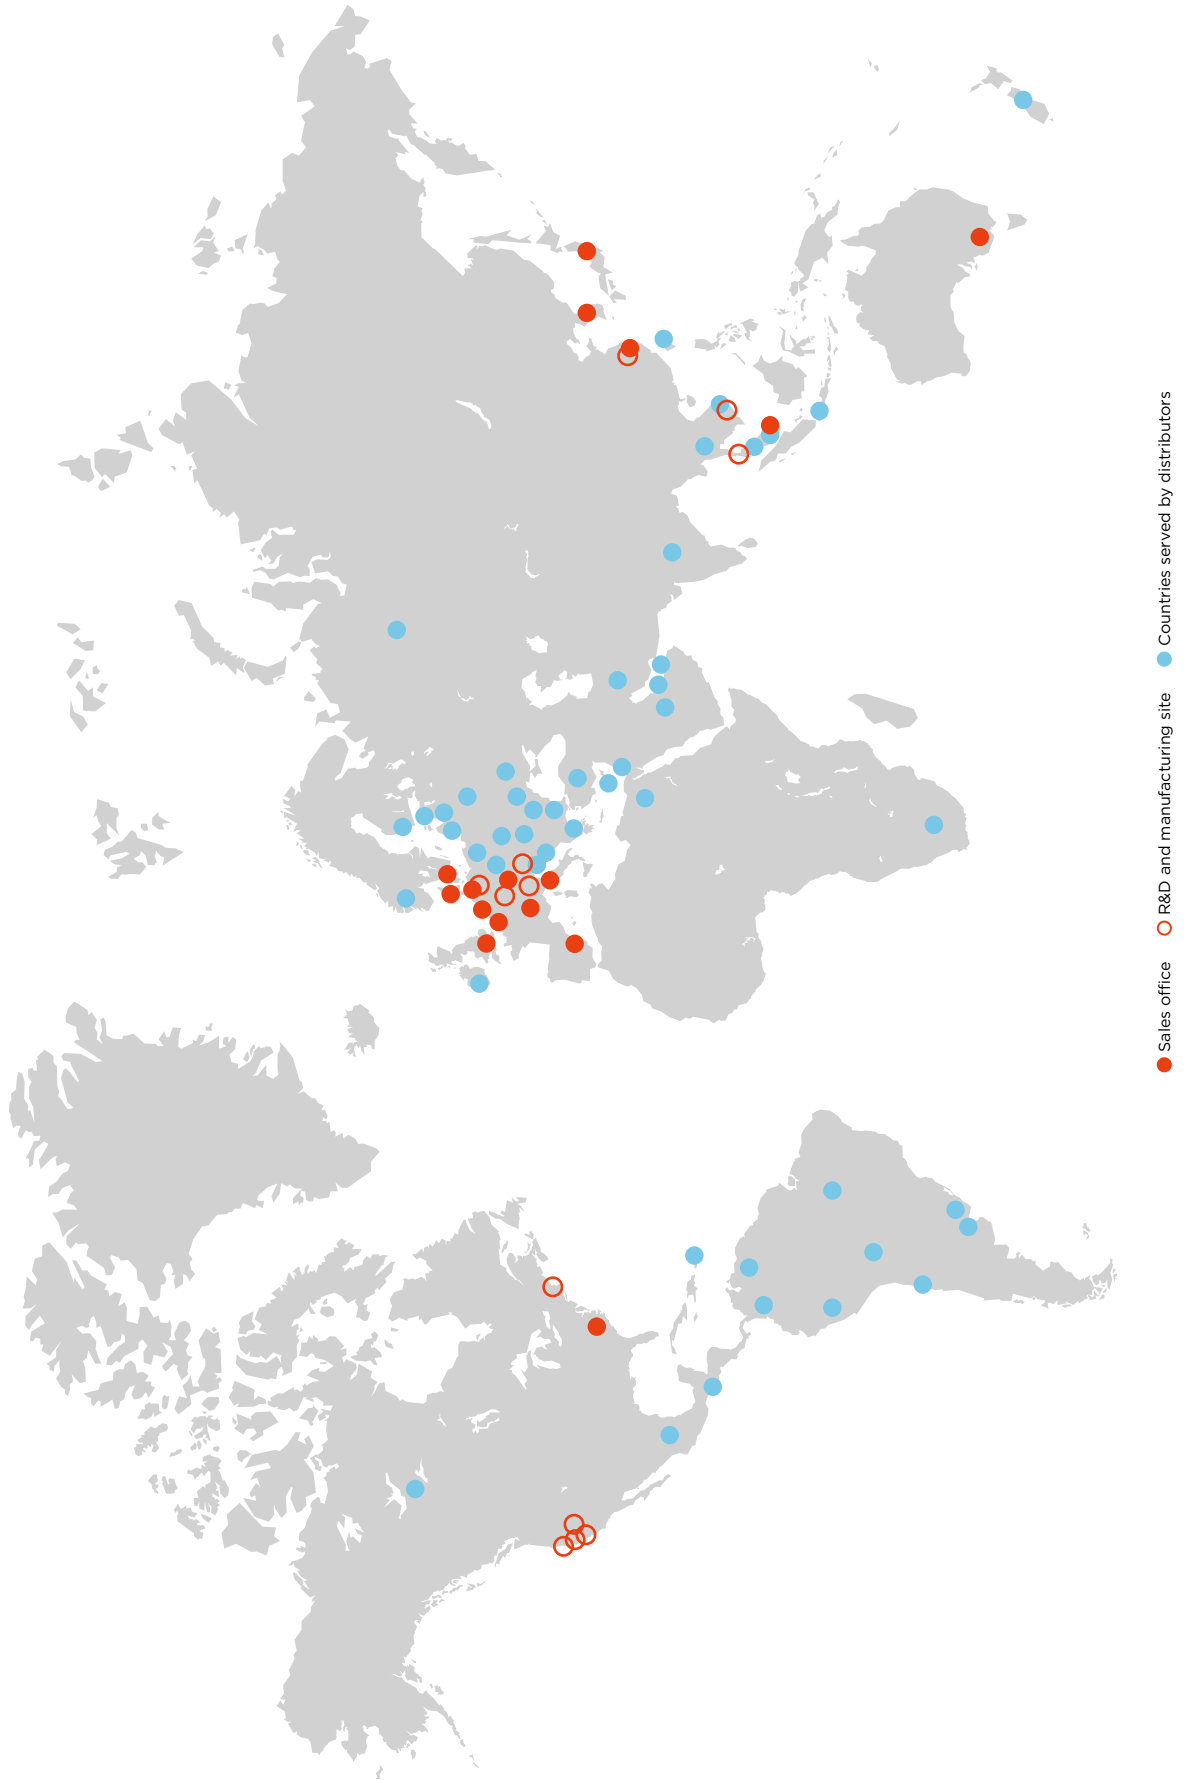 Sales office
R&D and manufacturing site
Countries served by distributors